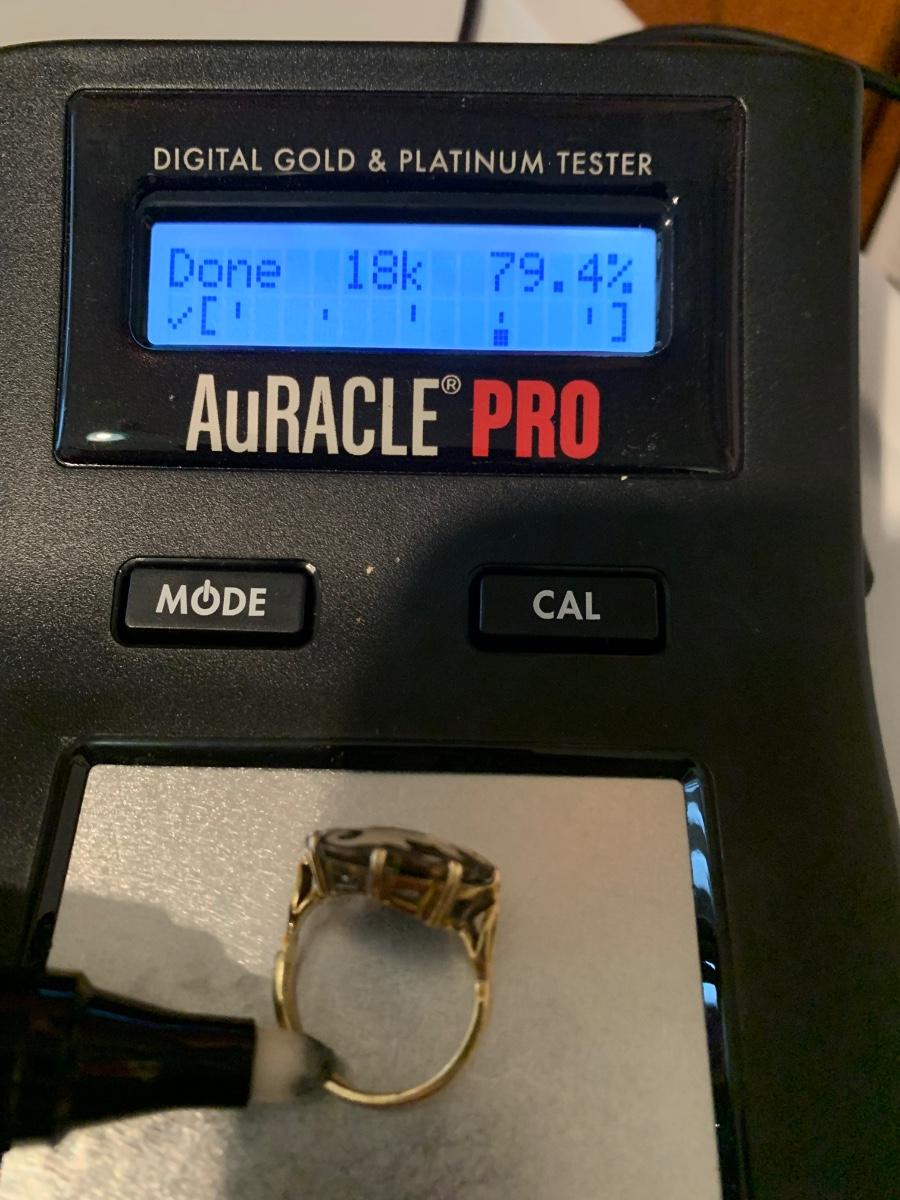 DIGITAL GOLD & PLATINUM TESTER
Done 18k 79.4%
AuRACLE® PRO
MODE
CAL